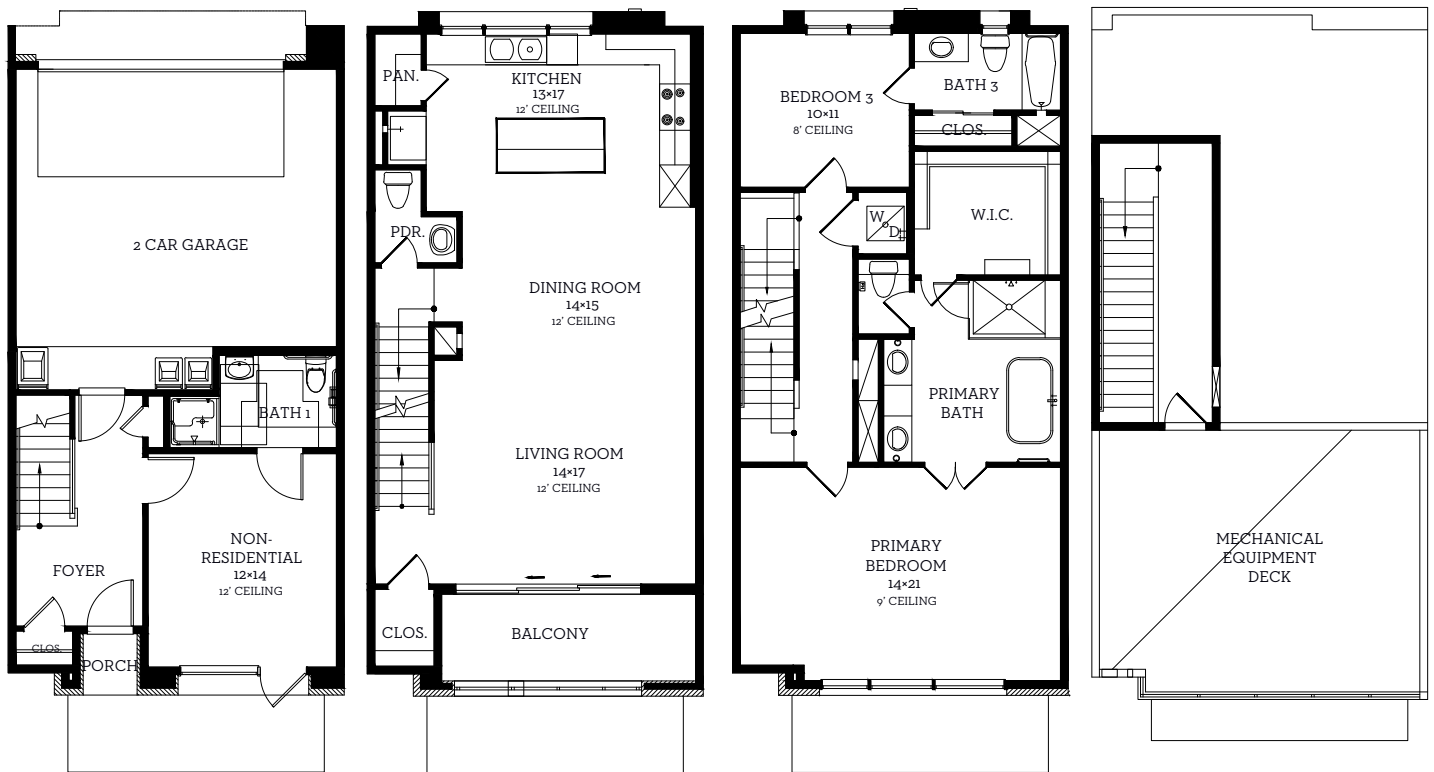 2 CAR GARAGE
BATH 1
NON-
RESIDENTIAL
12×14
12' CEILING
FOYER
CLOS.
PORCH
PAN.
KITCHEN
13×17
12' CEILING
PDR.
DINING ROOM
14×15
12' CEILING
LIVING ROOM
14×17
12' CEILING
CLOS.
BALCONY
BEDROOM 3
10×11
8' CEILING
BATH 3
CLOS.
W.I.C.
W
D
PRIMARY
BATH
PRIMARY
BEDROOM
14×21
9' CEILING
MECHANICAL
EQUIPMENT
DECK